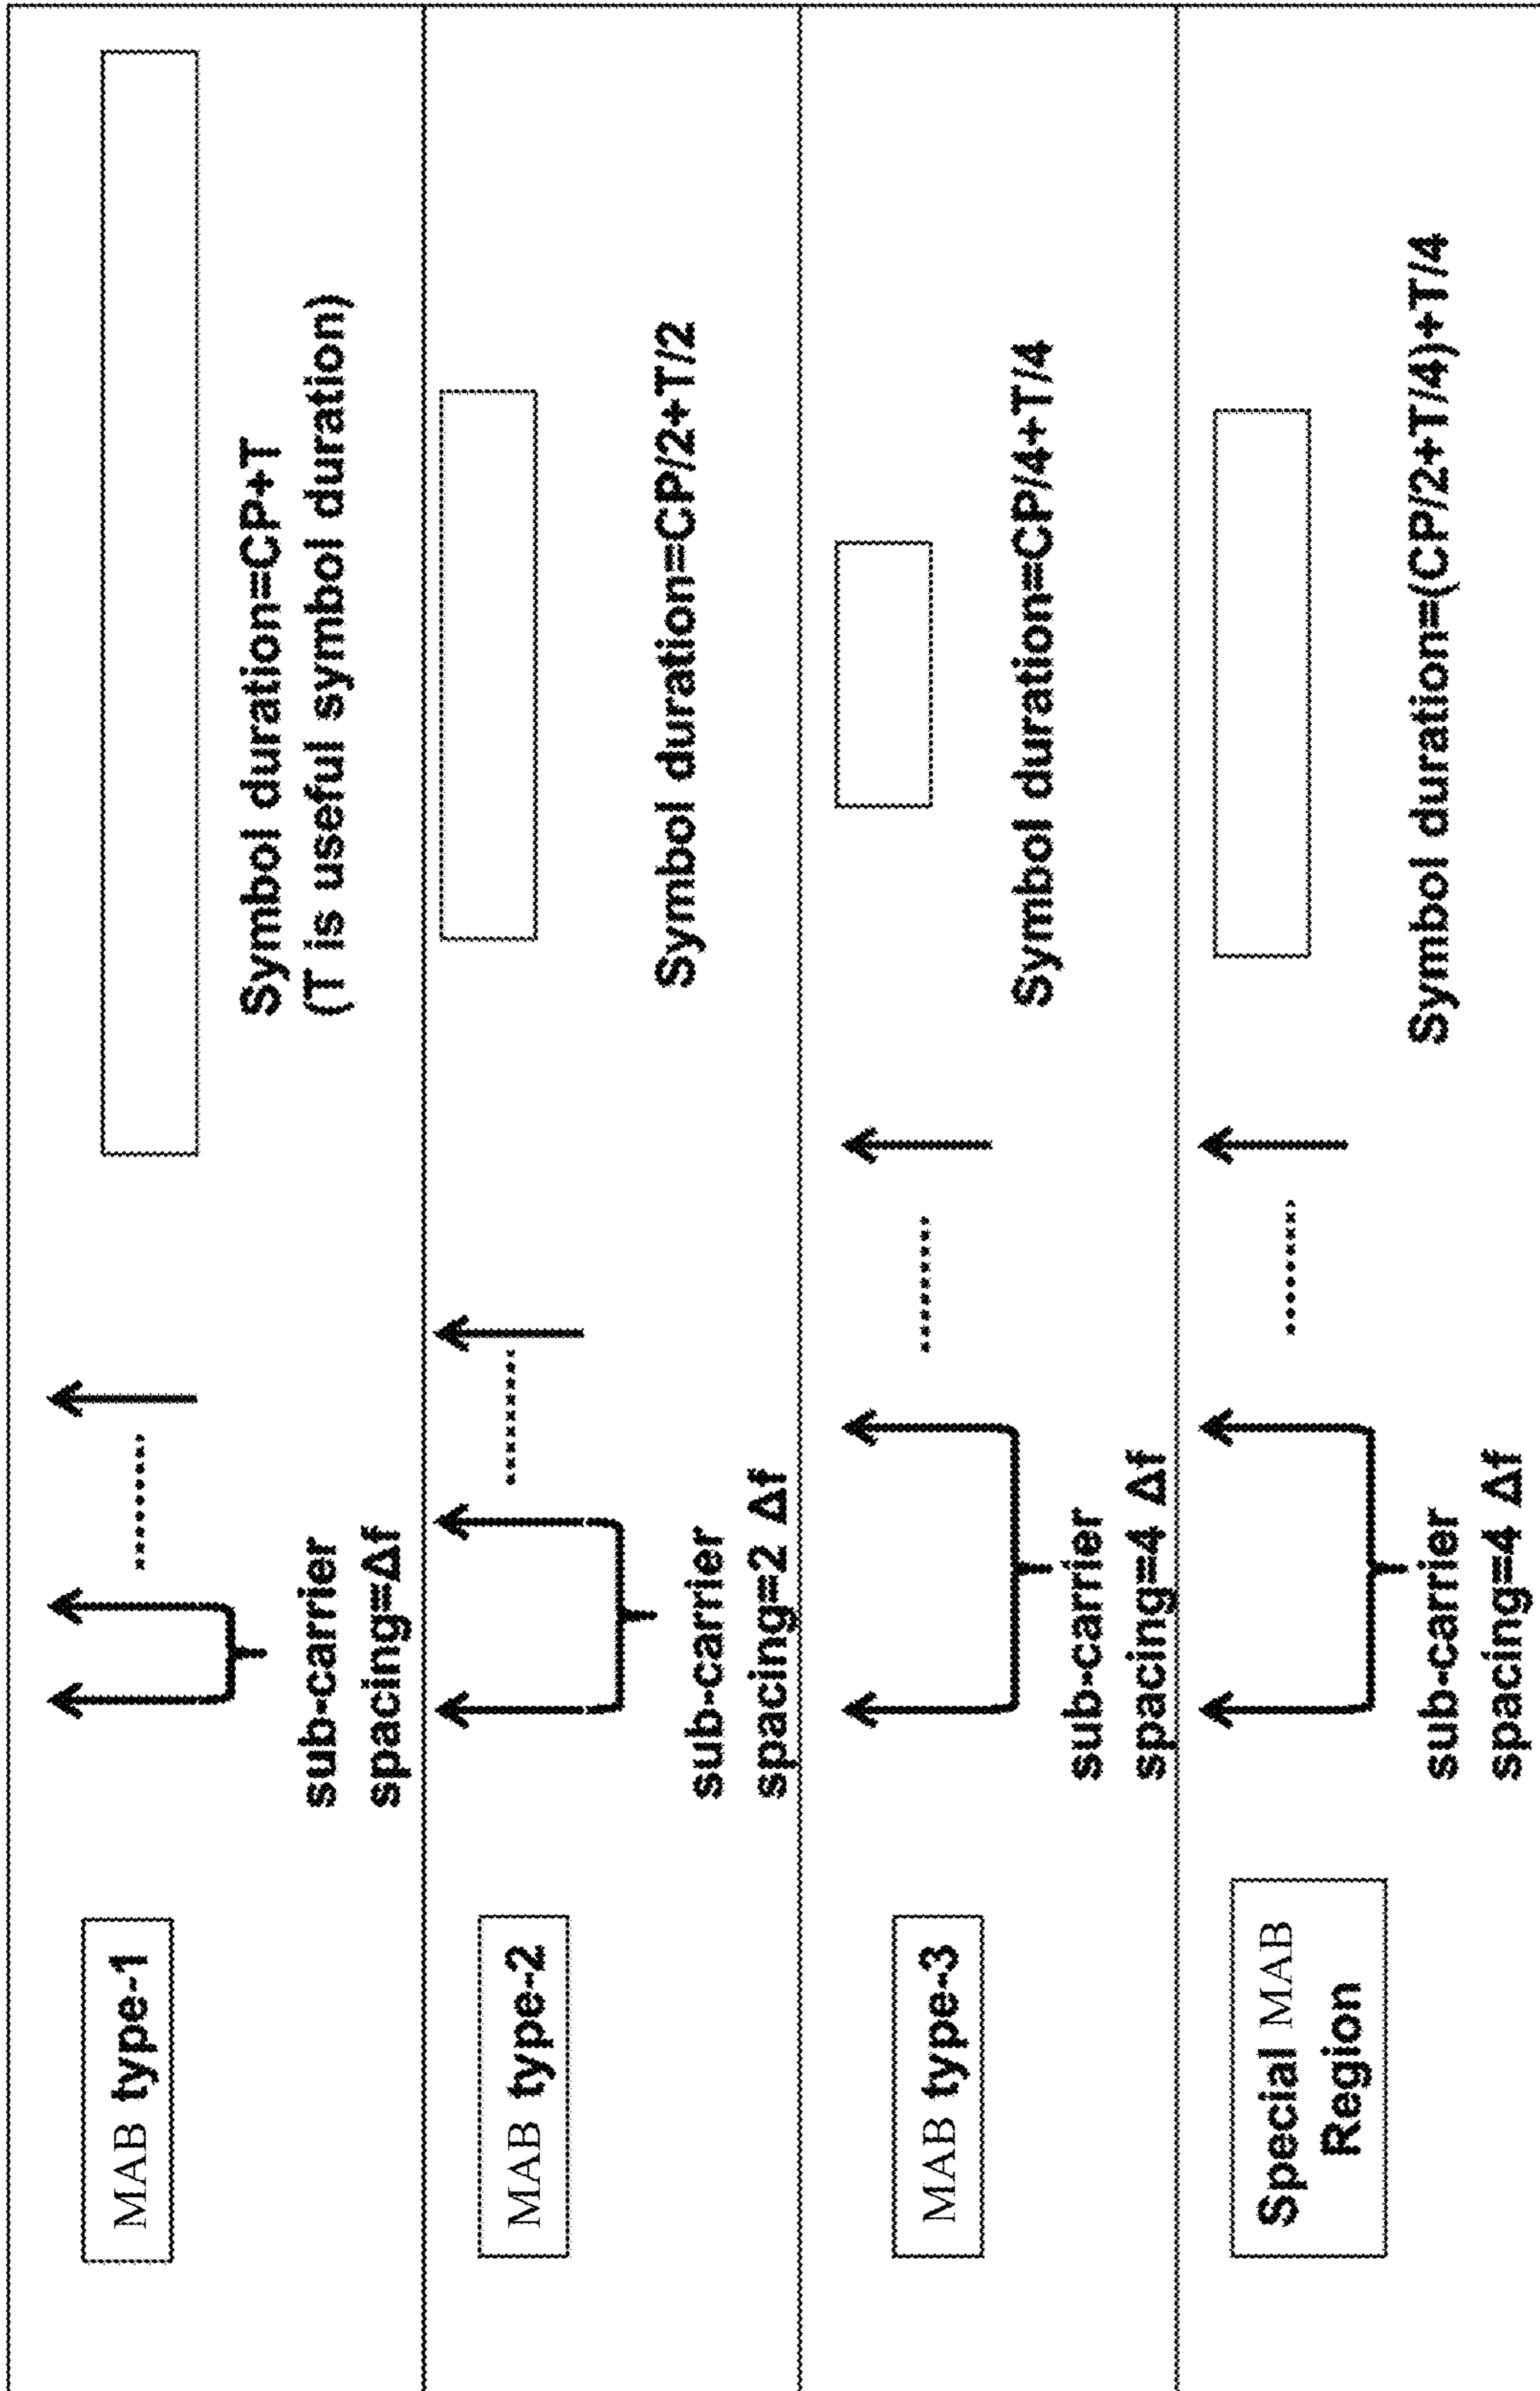 MAB type-1
sub-carrier
spacing=Δf
Symbol duration=CP+T
(T is useful symbol duration)
MAB type-2
sub-carrier
spacing=2 Δf
Symbol duration=CP/2+T/2
MAB type-3
sub-carrier
spacing=4 Δf
Symbol duration=CP/4+T/4
Special MAB
Region
sub-carrier
spacing=4 Δf
Symbol duration=(CP/2+T/4)+T/4